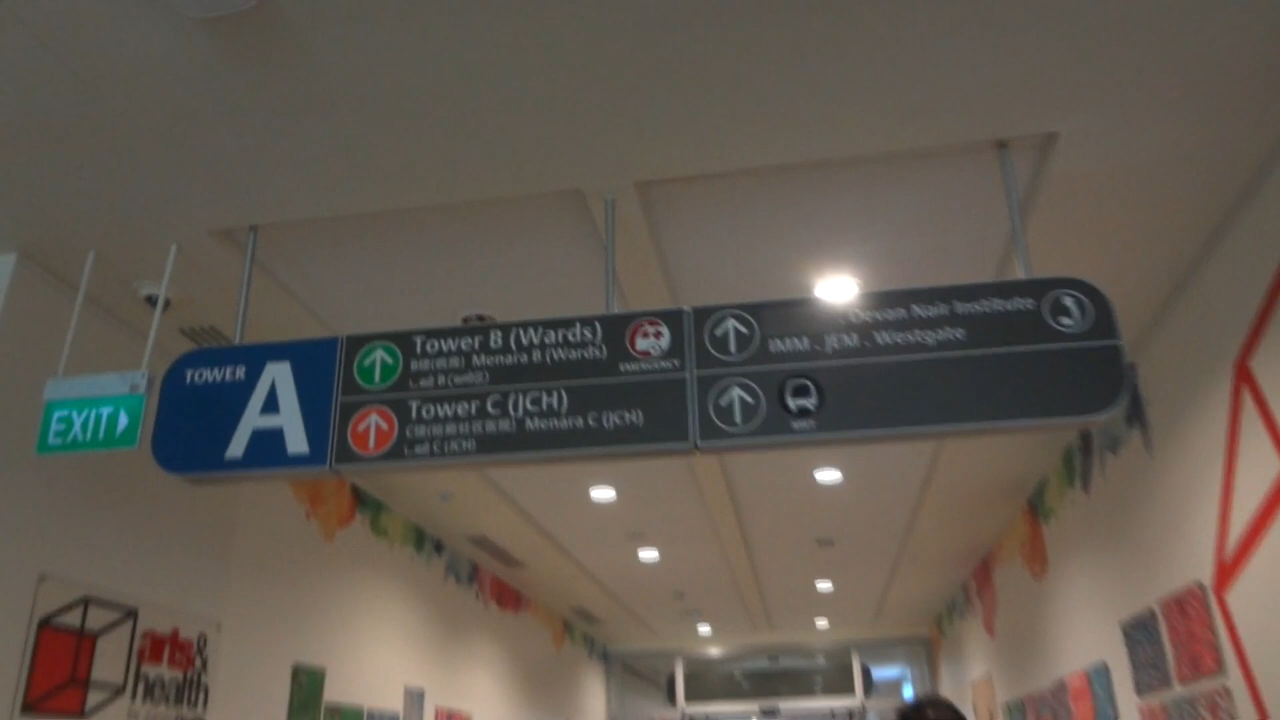 EXIT
TOWER
A
Tower B (Wards)
Menara B (Wards)
EMERGENCY
Tower C (JCH)
Menara C (JCH)
Devan Nair Institute
IMM . JEM . Westgate
arts&
health